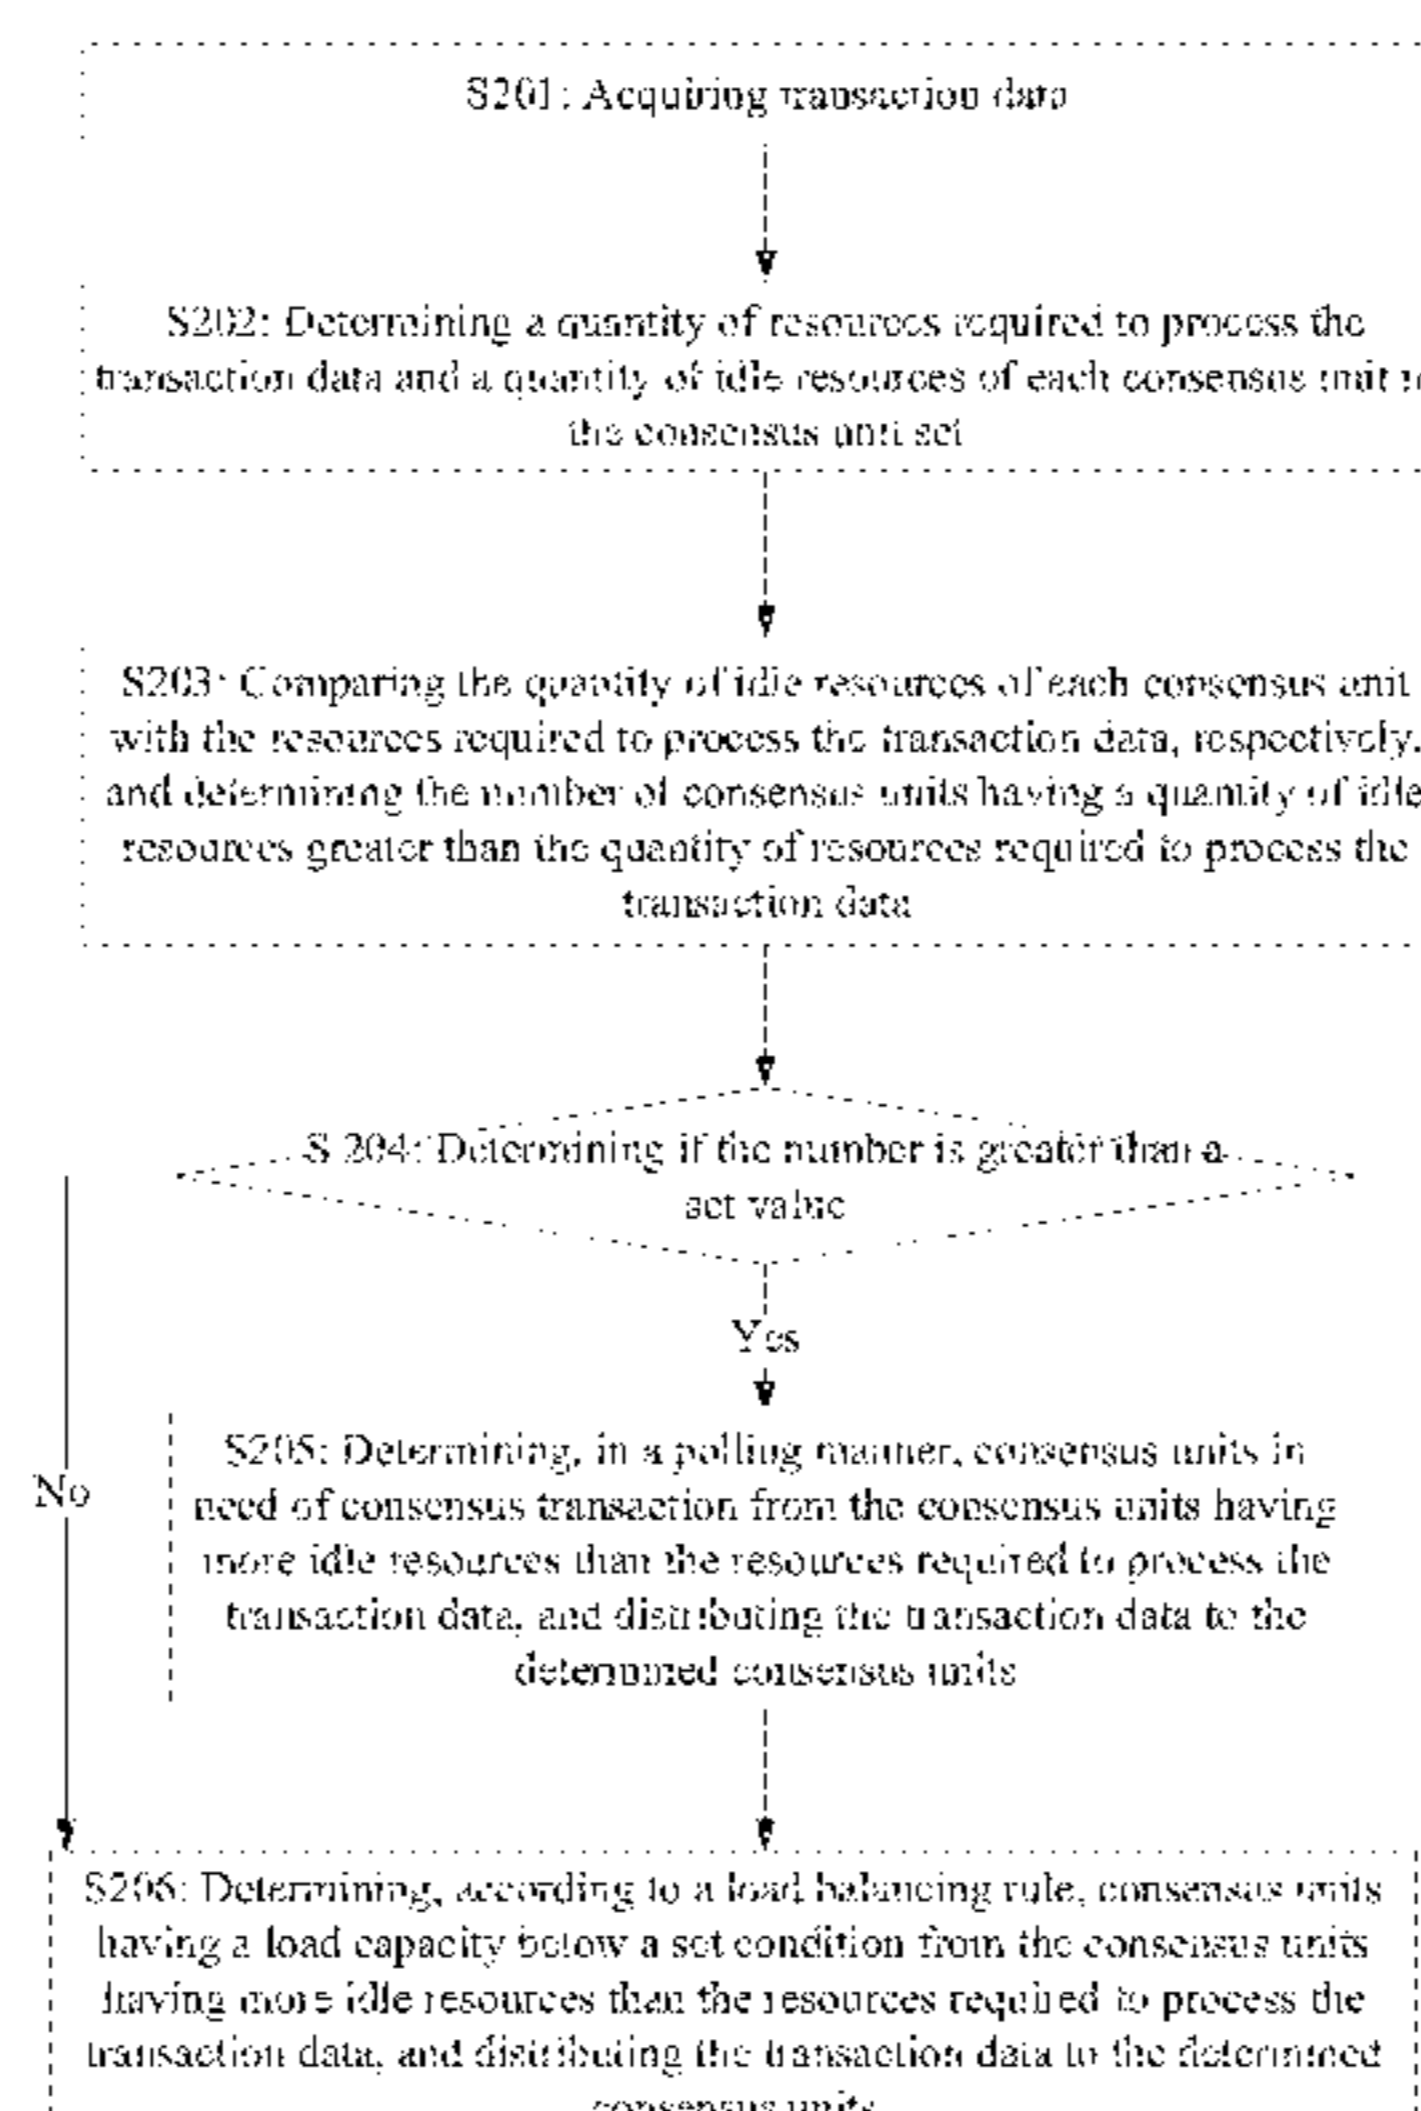 S201: Acquiring transaction data
S202: Determining a quantity of resources required to process the
transaction data and a quantity of idle resources of each consensus unit
the consensus unit set
S203: Comparing the quantity of idle resources of each consensus unit
with the resources required to process the transaction data, respectively,
and determining the number of consensus units having a quantity of idle
resources greater than the quantity of resources required to process the
transaction data
S 204: Determining if the number is greater than a
set value
Yes
S205: Determining, in a polling manner, consensus units in
need of consensus transaction from the consensus units having
more idle resources than the resources required to process the
transaction data, and distributing the transaction data to the
determined consensus units
No
S206: Determining, according to a load balancing rule, consensus units
having a load capacity below a set condition from the consensus units
having more idle resources than the resources required to process the
transaction data, and distributing the transaction data to the determined
consensus units